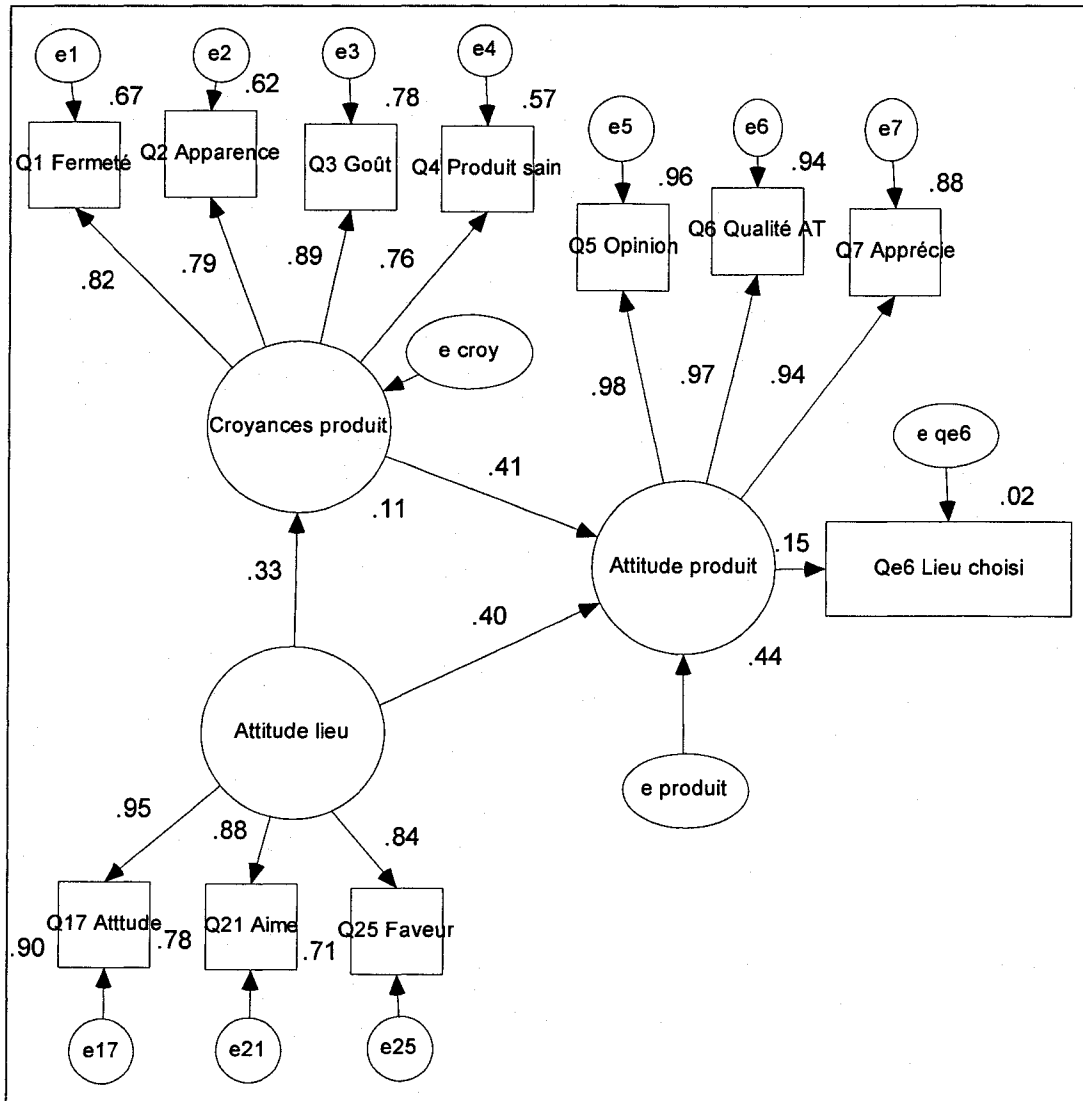 e1
e2
e3
e4
.67
.62
.78
.57
Q1 Fermeté
Q2 Apparence
Q3 Goût
Q4 Produit sain
e5
e6
e7
.96
.94
.88
Q5 Opinion
Q6 Qualité AT
Q7 Apprécie
.82
.79
.89
.76
e croy
.98
.97
.94
Croyances produit
e qe6
.41
.11
.02
.15
Attitude produit
Qe6 Lieu choisi
.33
.40
.44
Attitude lieu
e produit
.95
.88
.84
Q17 Atttude
Q21 Aime
Q25 Faveur
.90
.78
.71
e17
e21
e25